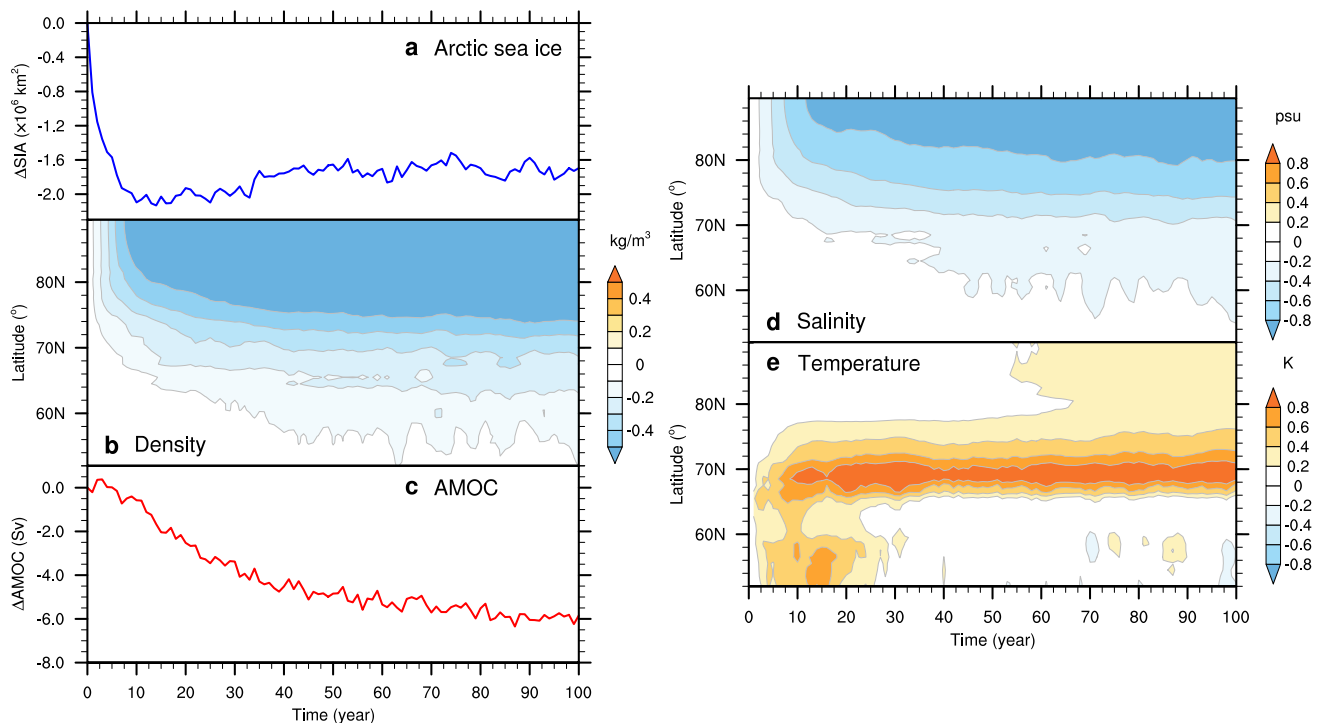 a Arctic sea ice
ΔSIA (×10⁶ km²)
0.0
-0.4
-0.8
-1.2
-1.6
-2.0
b Density
Latitude (°)
80N
70N
60N
kg/m³
0.4
0.2
0
-0.2
-0.4
c AMOC
ΔAMOC (Sv)
0.0
-2.0
-4.0
-6.0
-8.0
0 10 20 30 40 50 60 70 80 90 100
Time (year)
d Salinity
Latitude (°)
80N
70N
60N
psu
0.8
0.6
0.4
0.2
0
-0.2
-0.4
-0.6
-0.8
e Temperature
Latitude (°)
80N
70N
60N
K
0.8
0.6
0.4
0.2
0
-0.2
-0.4
-0.6
-0.8
0 10 20 30 40 50 60 70 80 90 100
Time (year)